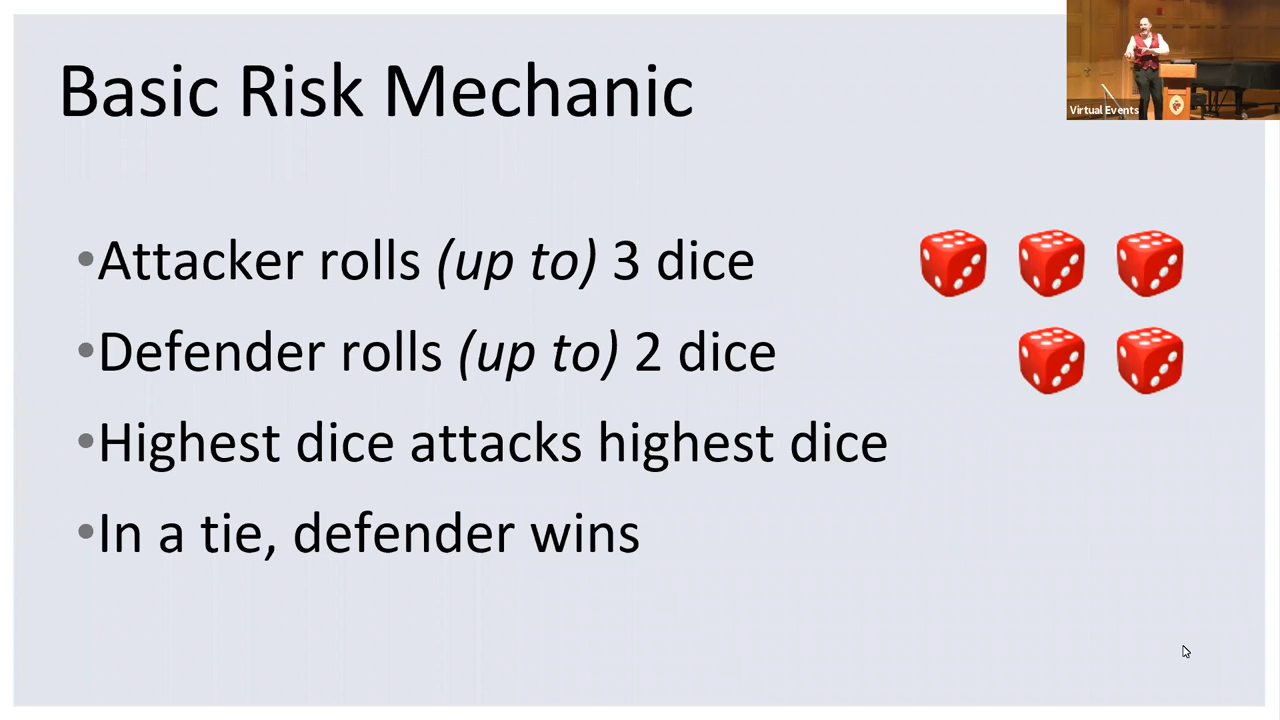 Basic Risk Mechanic
Virtual Events
•Attacker rolls (up to) 3 dice
•Defender rolls (up to) 2 dice
•Highest dice attacks highest dice
•In a tie, defender wins